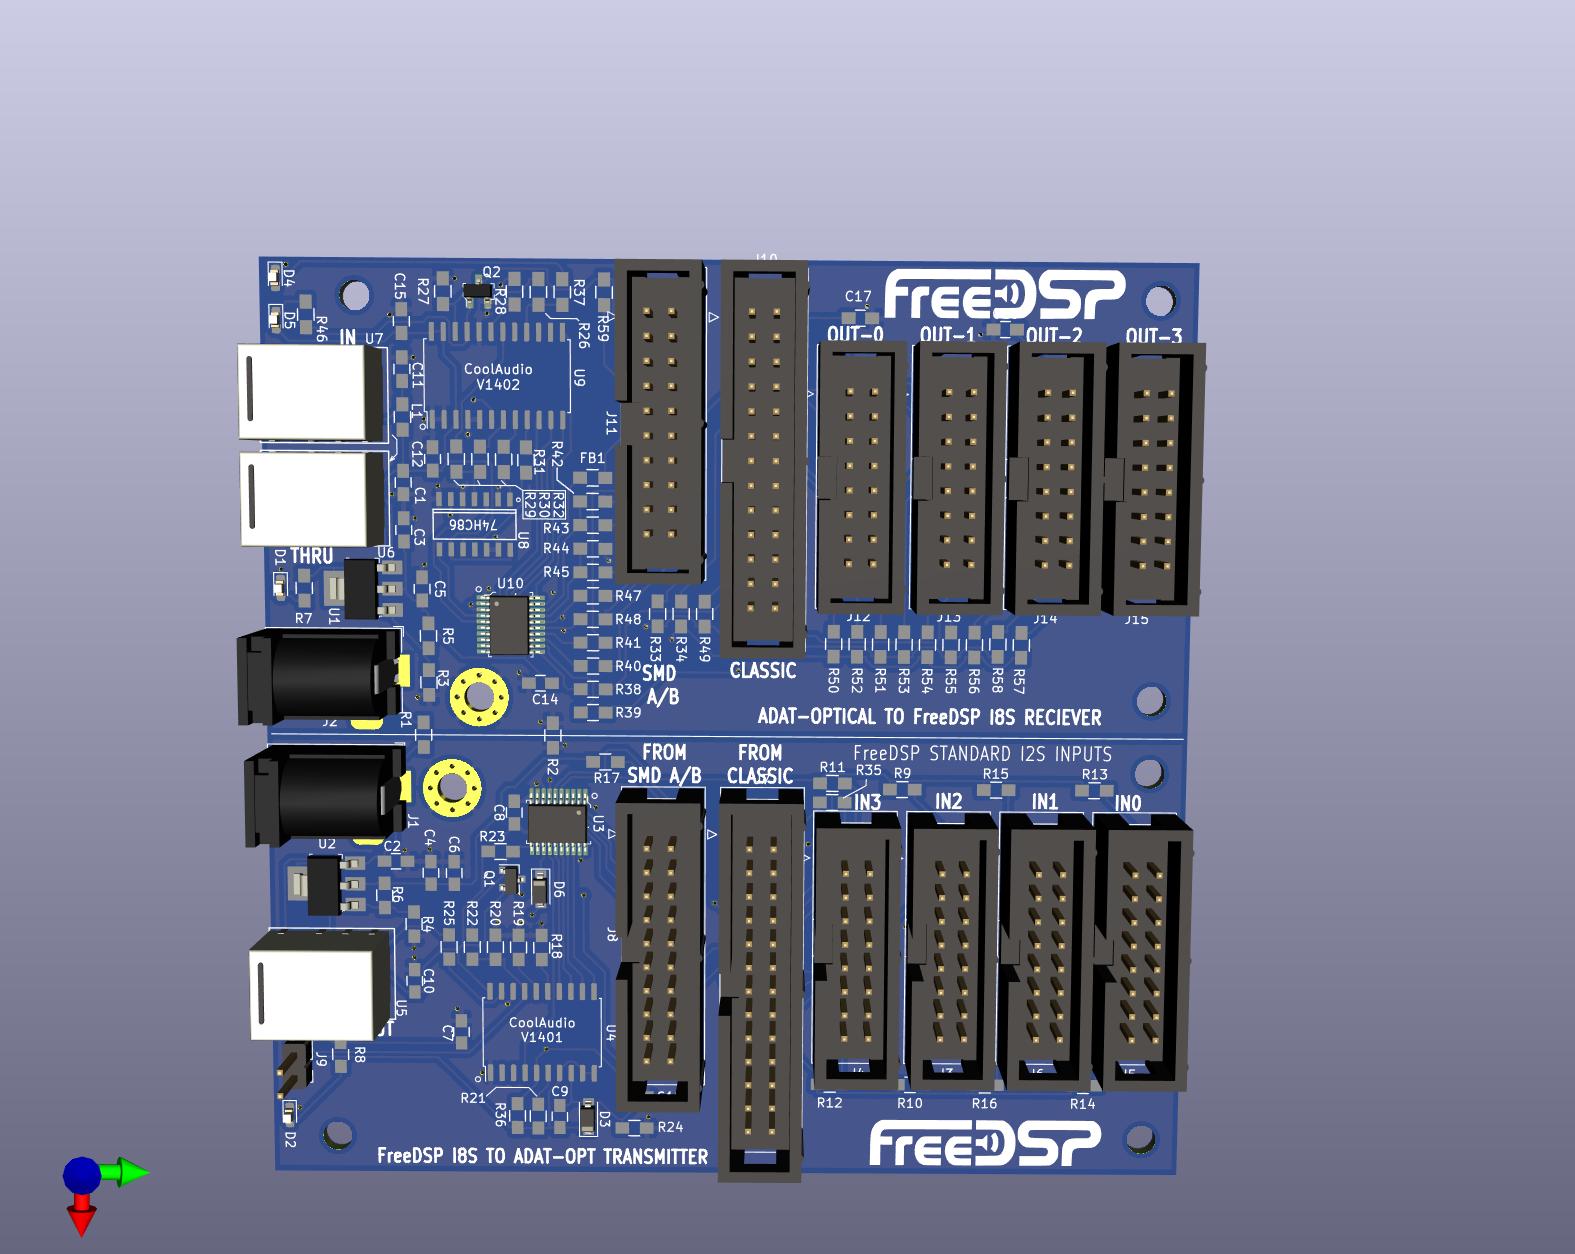 D4
D5
R46
C15
R27
Q2
R28
R37
R26
R59
J10
FreeDSP
C17
OUT-0
OUT-1
OUT-2
OUT-3
IN
U7
CoolAudio
V1402
U9
C11
L1
J11
C12
R31
R42
FB1
C1
R29
R30
R32
74HC86
U8
C3
R43
R44
R45
THRU
U6
D1
R7
U1
C5
U10
R47
R48
R41
R40
R38
R39
R5
R3
R1
J2
C14
R2
R33
R34
R49
SMD
A/B
CLASSIC
J12
J13
J14
J15
R50
R52
R51
R53
R54
R55
R56
R58
R57
ADAT-OPTICAL TO FreeDSP I8S RECIEVER
FreeDSP STANDARD I2S INPUTS
FROM
SMD A/B
FROM
CLASSIC
R17
R11
R35
R9
R15
R13
IN3
IN2
IN1
IN0
J1
U2
C2
C4
C6
C8
U3
R23
Q1
D6
R6
R4
R25
R22
R20
R19
R18
J8
C10
U5
C7
CoolAudio
V1401
U4
J9
R8
R21
R36
C9
D3
R24
D2
J6
J5
R12
R10
R16
R14
FreeDSP I8S TO ADAT-OPT TRANSMITTER
FreeDSP